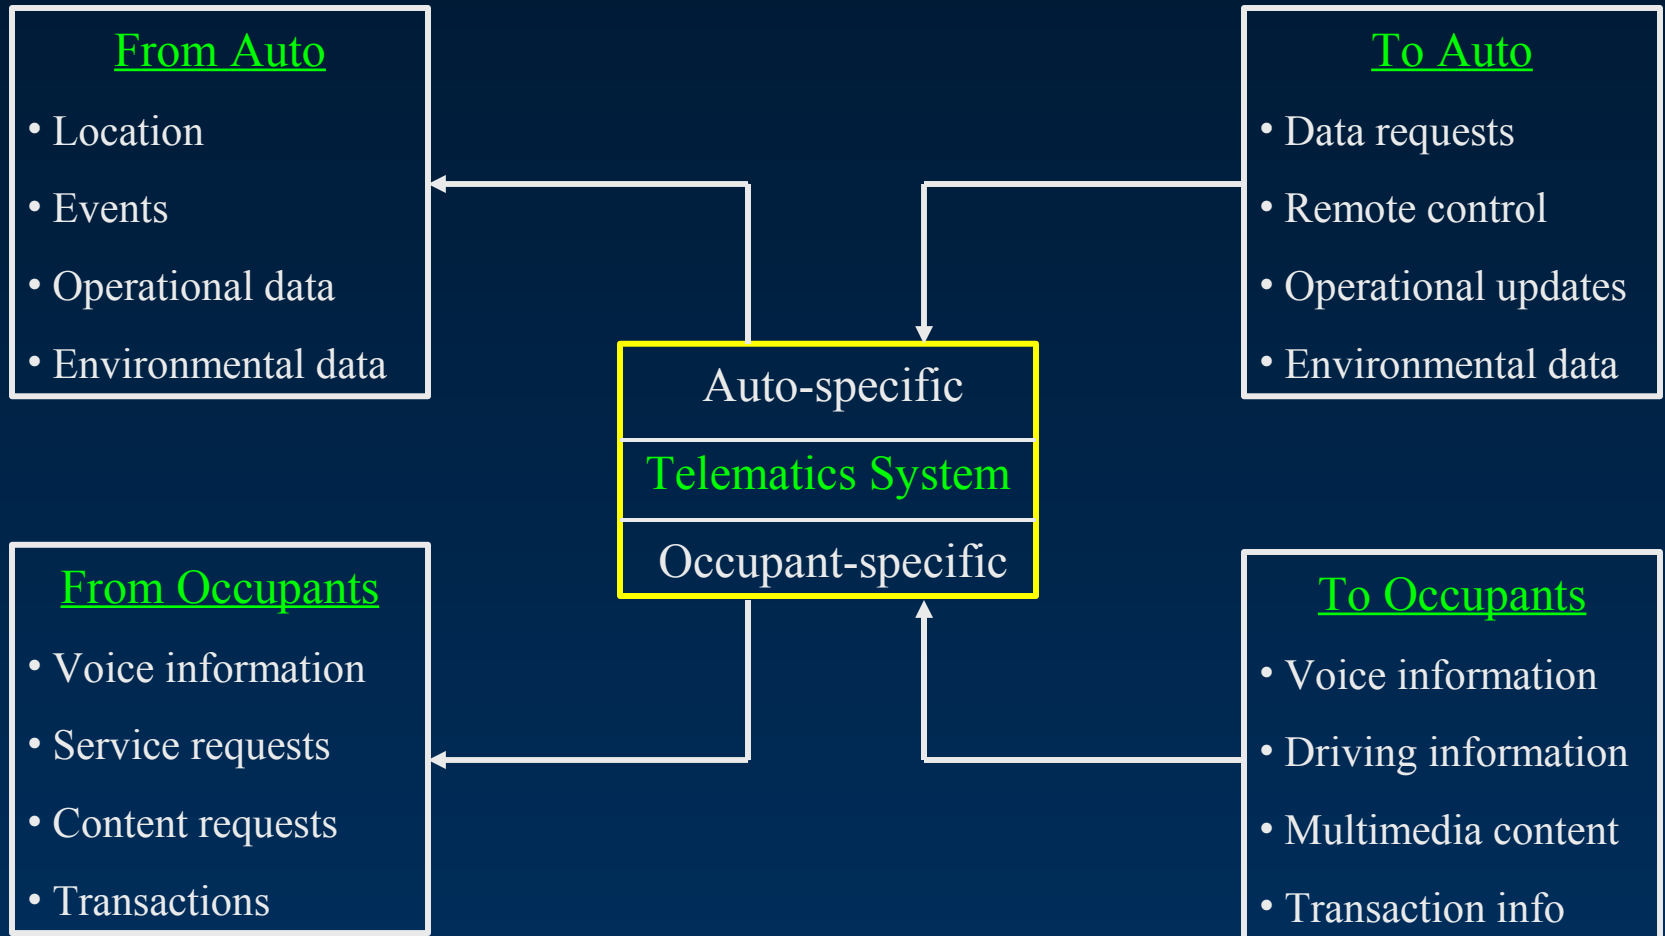 From Auto
• Location
• Events
• Operational data
• Environmental data
To Auto
• Data requests
• Remote control
• Operational updates
• Environmental data
Auto-specific
Telematics System
Occupant-specific
From Occupants
• Voice information
• Service requests
• Content requests
• Transactions
To Occupants
• Voice information
• Driving information
• Multimedia content
• Transaction info